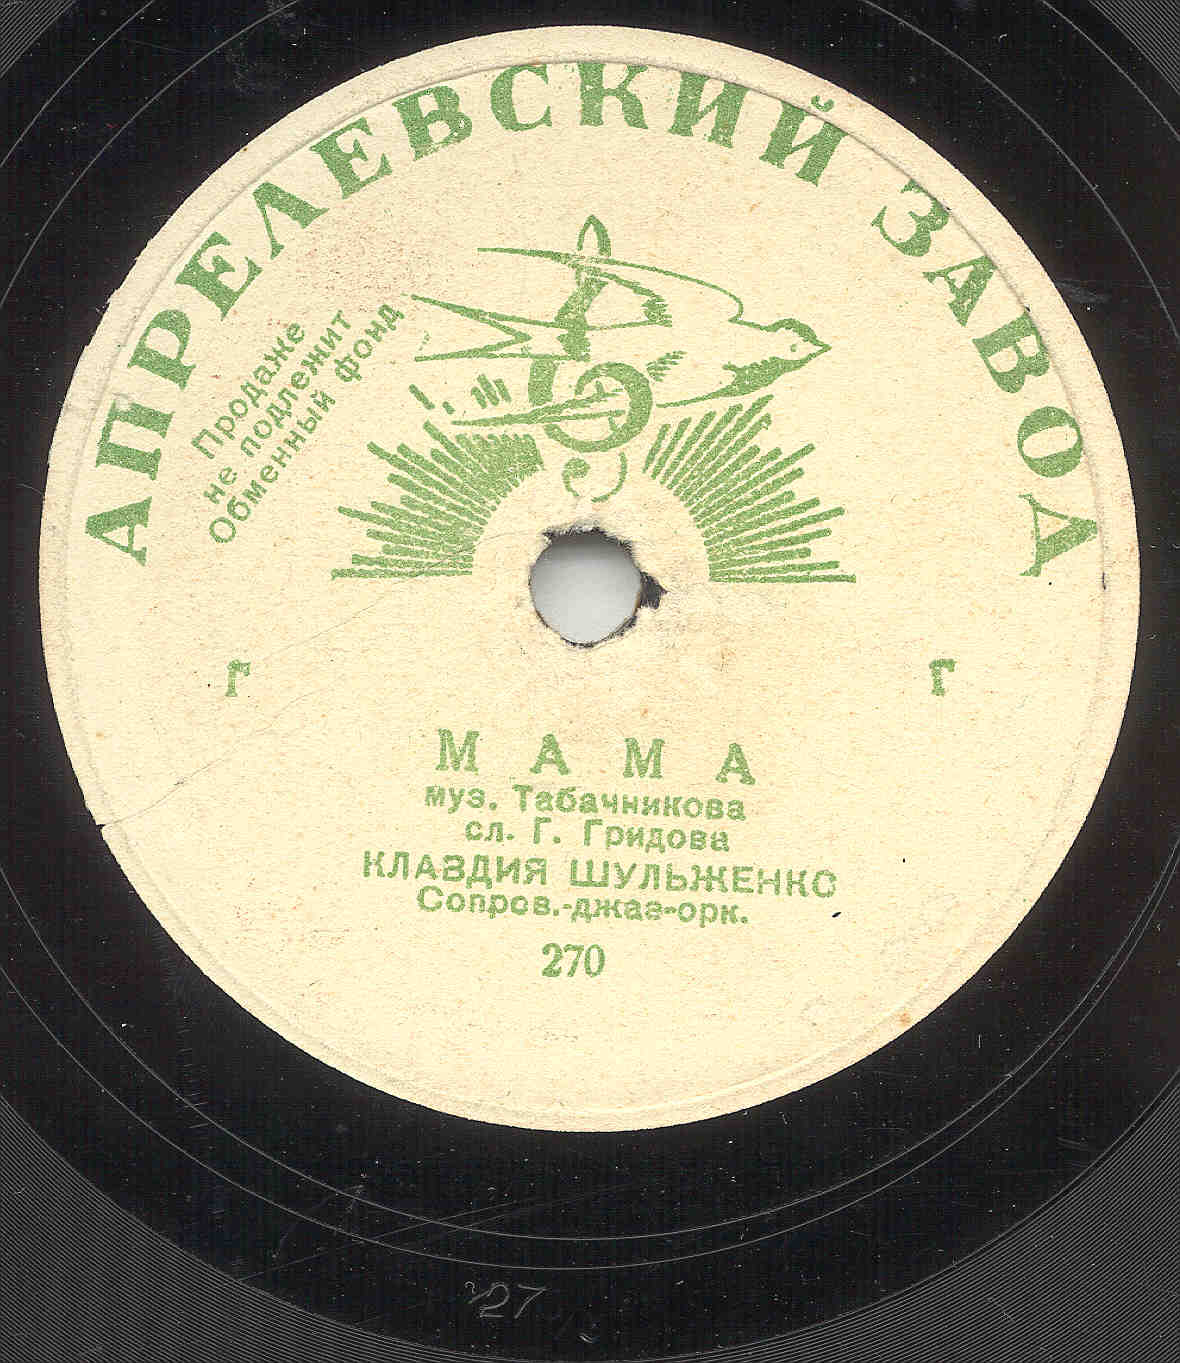 АПРЕЛЕВСКИЙ ЗАВОД
Продаже
не подлежит
Обменный фонд
г г
МАМА
муз. Табачникова
сл. Г. Гридова
КЛАВДИЯ ШУЛЬЖЕНКО
Сопров.-джаз-орк.
270
27